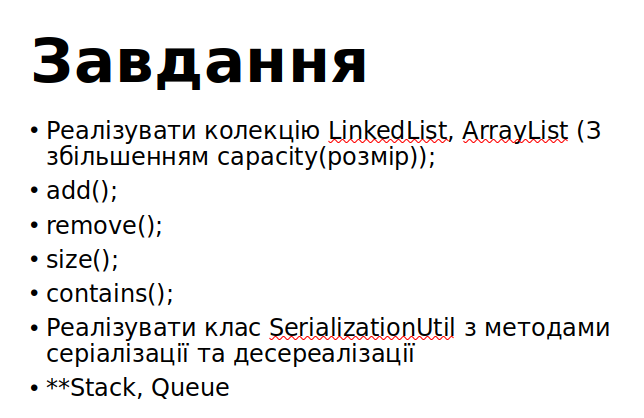 Завдання
• Реалізувати колекцію LinkedList, ArrayList (З
збільшенням capacity(розмір));
• add();
• remove();
• size();
• contains();
• Реалізувати клас SerializationUtil з методами
серіалізації та десереалізації
• **Stack, Queue